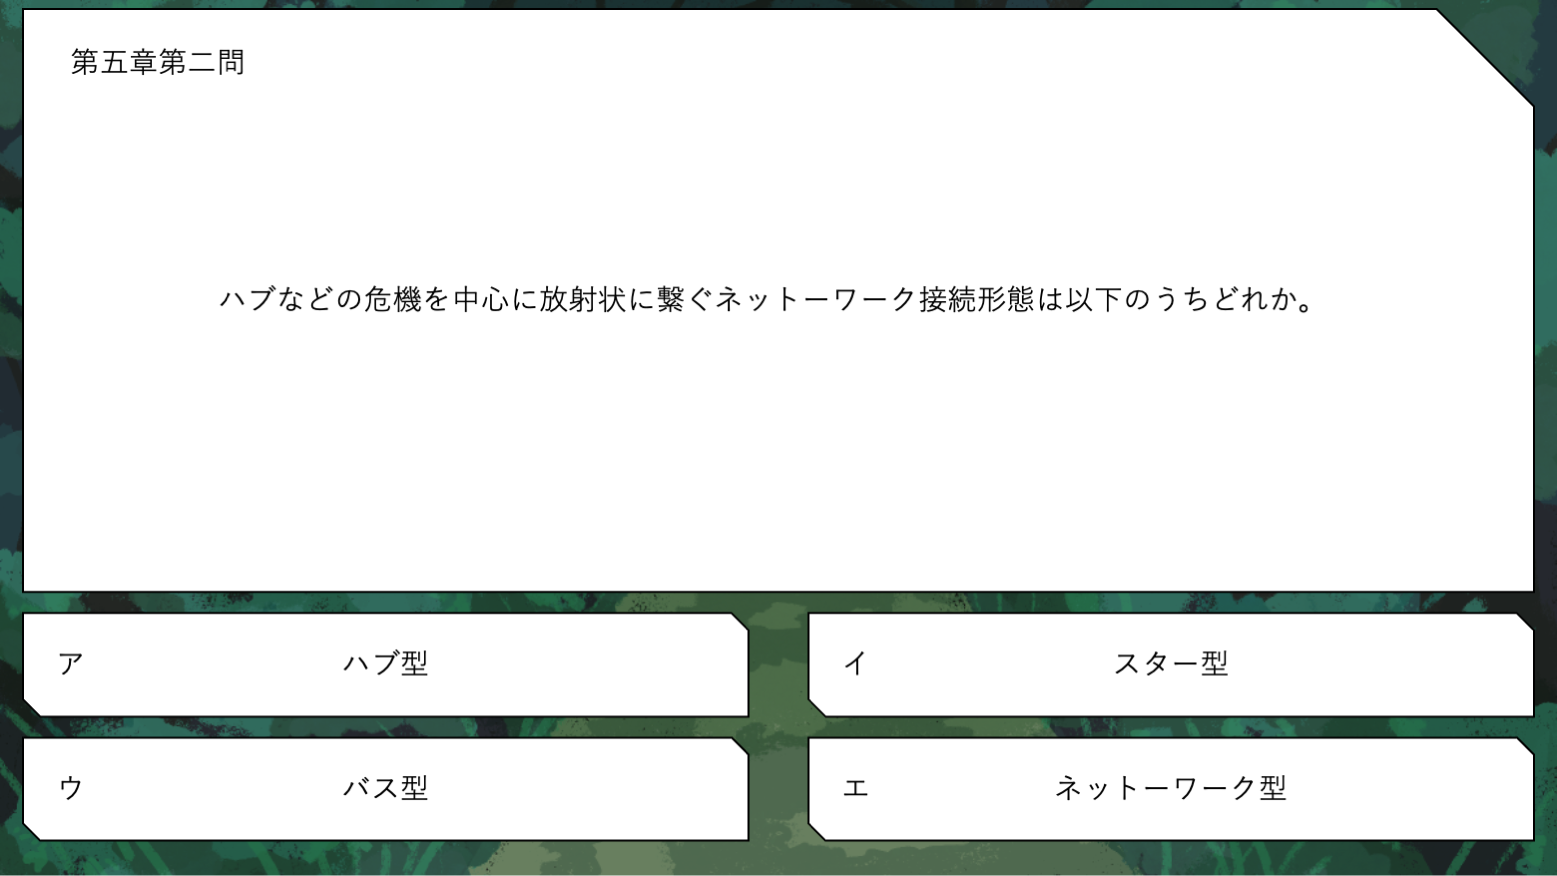 第五章第二問
ハブなどの危機を中心に放射状に繋ぐネットーワーク接続形態は以下のうちどれか。
ア ハブ型
イ スター型
ウ バス型
エ ネットーワーク型